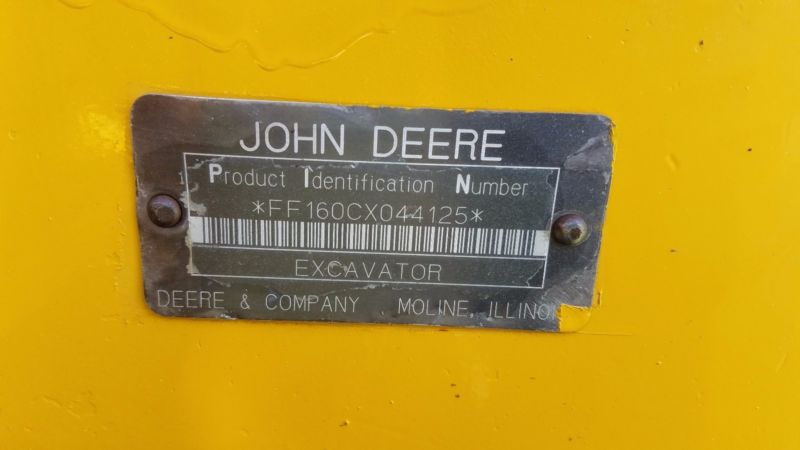 JOHN DEERE
Product Identification Number
*FF160CX044125*
EXCAVATOR
DEERE & COMPANY MOLINE, ILLINO